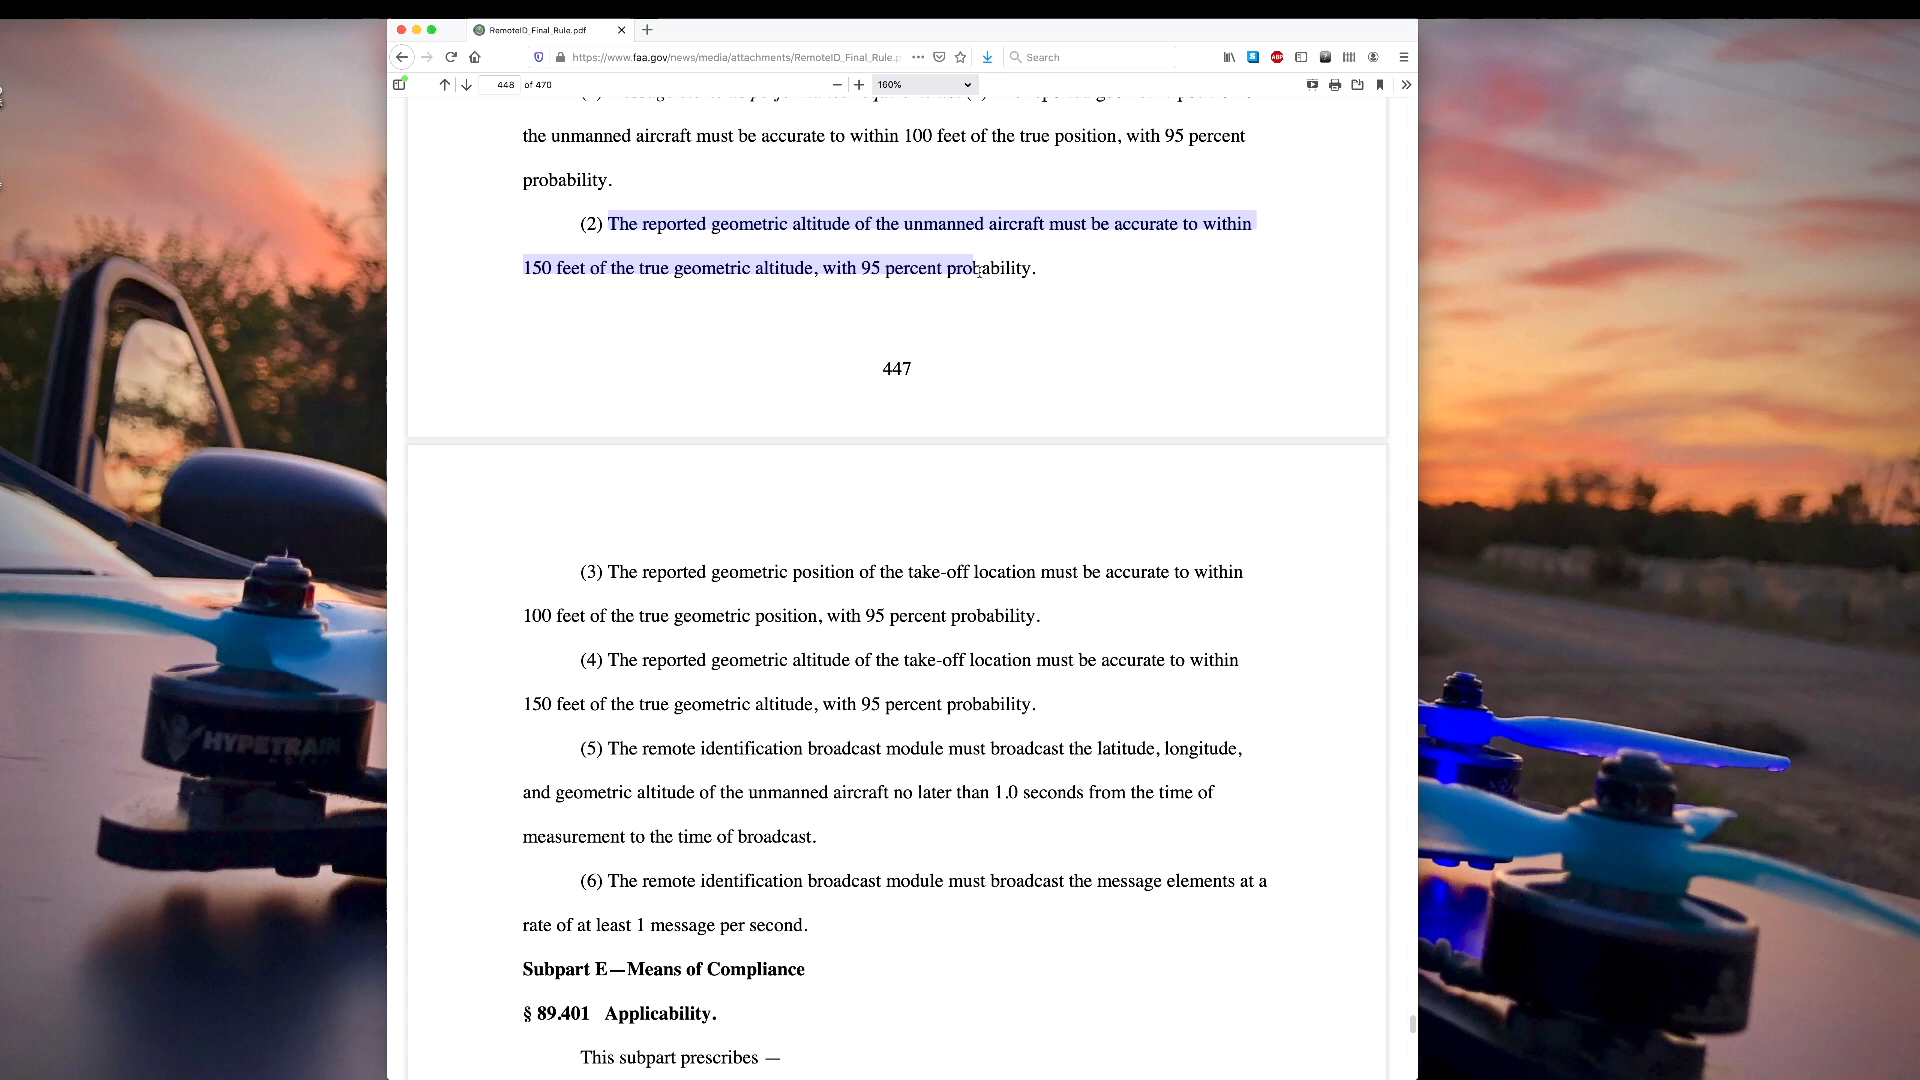 RemoteID_Final_Rule.pdf
https://www.faa.gov/news/media/attachments/RemoteID_Final_Rule.p
Search
ABP
448 of 470
160%
the unmanned aircraft must be accurate to within 100 feet of the true position, with 95 percent
probability.
(2) The reported geometric altitude of the unmanned aircraft must be accurate to within
150 feet of the true geometric altitude, with 95 percent probability.
447
(3) The reported geometric position of the take-off location must be accurate to within
100 feet of the true geometric position, with 95 percent probability.
(4) The reported geometric altitude of the take-off location must be accurate to within
150 feet of the true geometric altitude, with 95 percent probability.
(5) The remote identification broadcast module must broadcast the latitude, longitude,
and geometric altitude of the unmanned aircraft no later than 1.0 seconds from the time of
measurement to the time of broadcast.
(6) The remote identification broadcast module must broadcast the message elements at a
rate of at least 1 message per second.
Subpart E—Means of Compliance
§ 89.401 Applicability.
This subpart prescribes —
HYPETRAIN